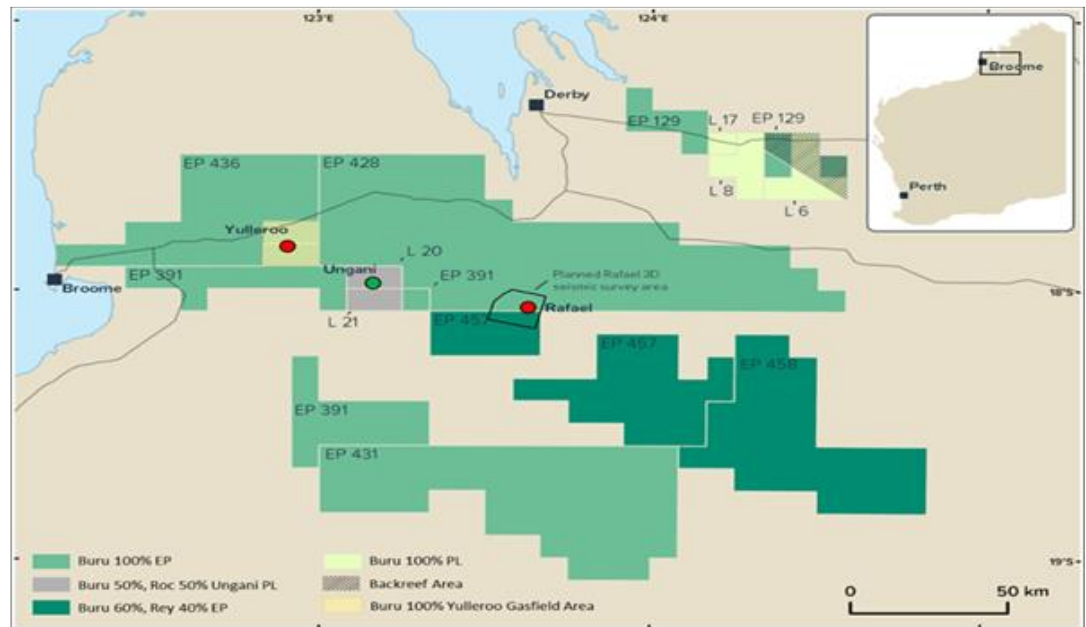 123°E
124°E
Broome
Perth
Derby
EP 129
L 17
EP 129
L 8
L 6
EP 436
EP 428
Yulleroo
Ungani
L 20
EP 391
EP 391
Planned Rafael 3D
seismic survey area
18°S
Broome
L 21
EP 457
Rafael
EP 457
EP 458
EP 391
EP 431
Buru 100% EP
Buru 50%, Roc 50% Ungani PL
Buru 60%, Rey 40% EP
Buru 100% PL
Backreef Area
Buru 100% Yulleroo Gasfield Area
0
50 km
19°S